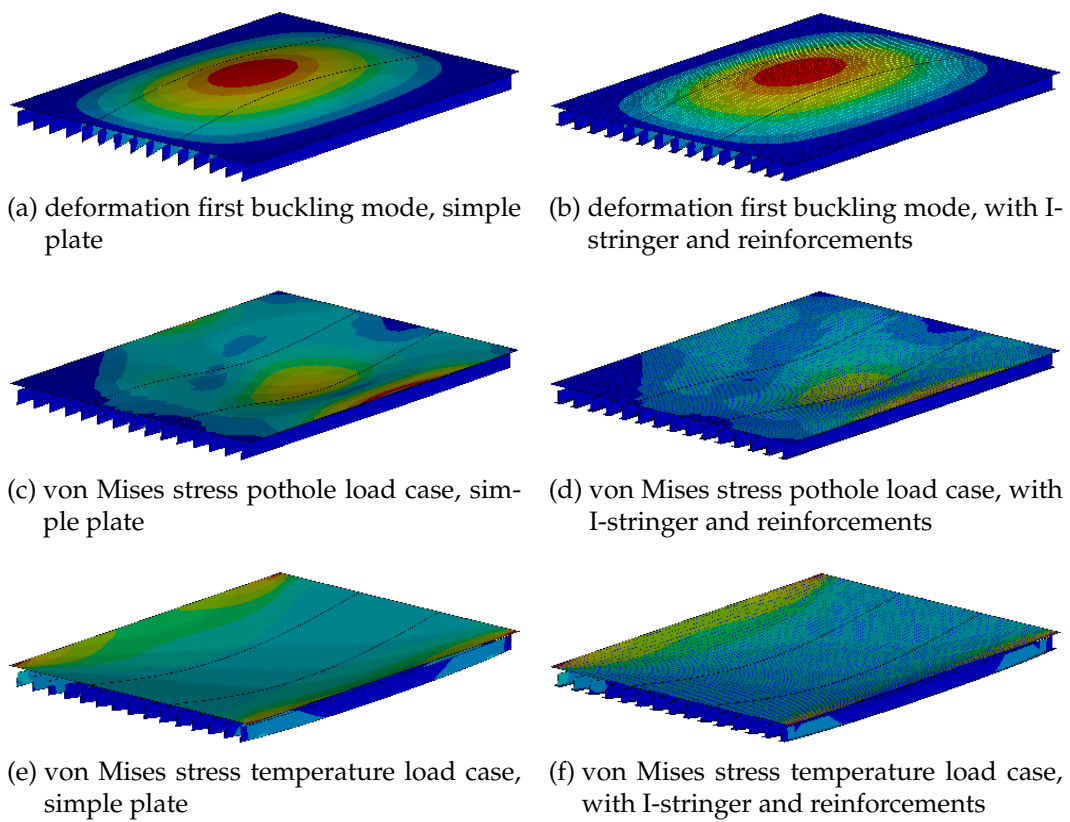 (a) deformation first buckling mode, simple
plate
(b) deformation first buckling mode, with I-
stringer and reinforcements
(c) von Mises stress pothole load case, sim-
ple plate
(d) von Mises stress pothole load case, with
I-stringer and reinforcements
(e) von Mises stress temperature load case,
simple plate
(f) von Mises stress temperature load case,
with I-stringer and reinforcements